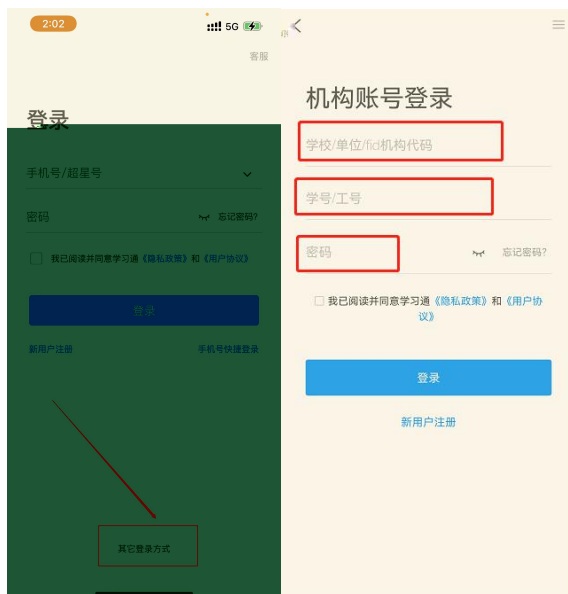 2:02
5G
客服
登录
手机号/超星号
密码
忘记密码?
我已阅读并同意学习通《隐私政策》和《用户协议》
登录
新用户注册
手机号快捷登录
其它登录方式
机构账号登录
学校/单位/fid机构代码
学号/工号
密码
忘记密码?
我已阅读并同意学习通《隐私政策》和《用户协
议》
登录
新用户注册